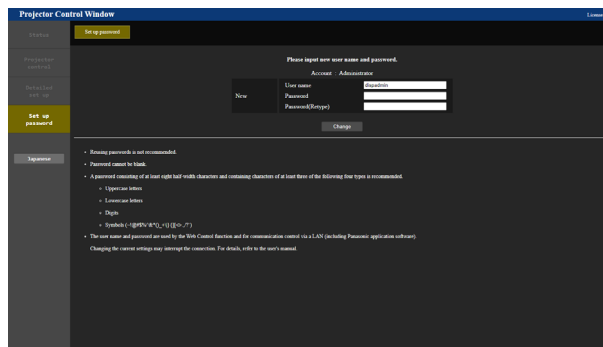 Projector Control Window
License
Status
Set up password
Projector
control
Detailed
set up
Set up
password
Japanese
Please input new user name and password.
Account : Administrator
New
User name
dispadmin
Password
Password(Retype)
Change
• Reusing passwords is not recommended.
• Password cannot be blank.
• A password consisting of at least eight half-width characters and containing characters of at least three of the following four types is recommended.
Uppercase letters
Lowercase letters
Digits
Symbols
• The user name and password are used by the Web Control function and for communication control via a LAN (including Panasonic application software)
Changing the current settings may interrupt the connection. For details, refer to the user's manual.